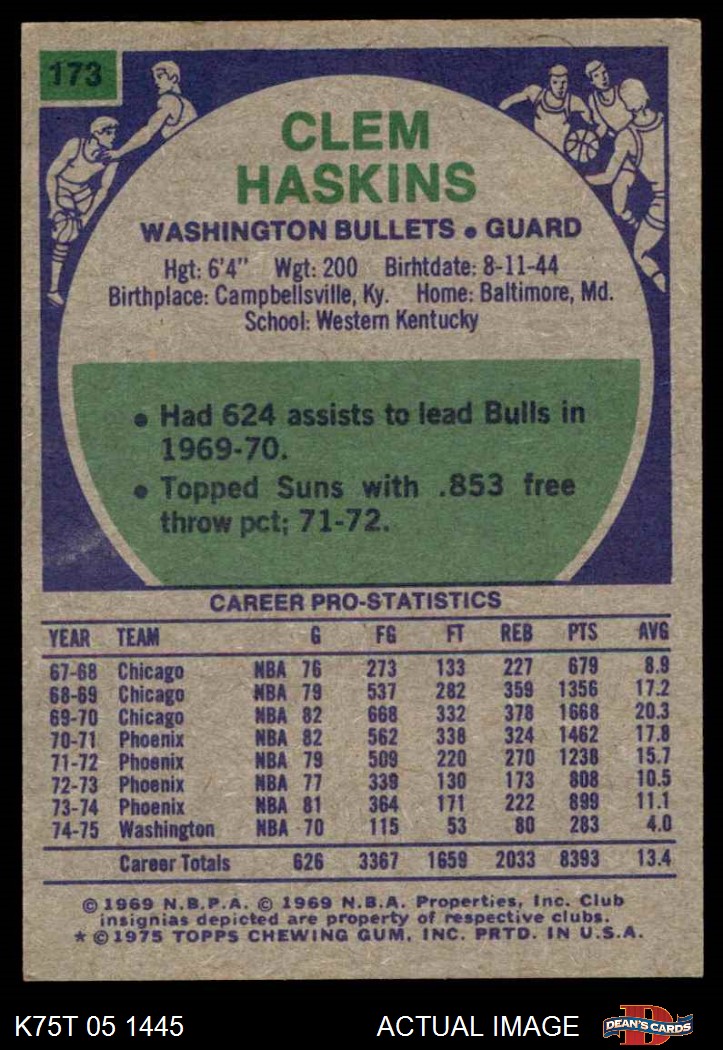 173
CLEM
HASKINS
WASHINGTON BULLETS • GUARD
Hgt: 6'4" Wgt: 200 Birhtdate: 8-11-44
Birthplace: Campbellsville, Ky. Home: Baltimore, Md.
School: Western Kentucky
• Had 624 assists to lead Bulls in
1969-70.
• Topped Suns with .853 free
throw pct; 71-72.
CAREER PRO-STATISTICS
YEAR TEAM G FG FT REB PTS AVG
67-68 Chicago NBA 76 273 133 227 679 8.9
68-69 Chicago NBA 79 537 282 359 1356 17.2
69-70 Chicago NBA 82 668 332 378 1668 20.3
70-71 Phoenix NBA 82 562 338 324 1462 17.8
71-72 Phoenix NBA 79 509 220 270 1238 15.7
72-73 Phoenix NBA 77 339 130 173 808 10.5
73-74 Phoenix NBA 81 364 171 222 899 11.1
74-75 Washington NBA 70 115 53 80 283 4.0
Career Totals 626 3367 1659 2033 8393 13.4
© 1969 N.B.P.A. © 1969 N.B.A. Properties, Inc. Club
insignias depicted are property of respective clubs.
* © 1975 TOPPS CHEWING GUM, INC. PRTD. IN U.S.A.
K75T 05 1445 ACTUAL IMAGE D DEAN'S CARDS